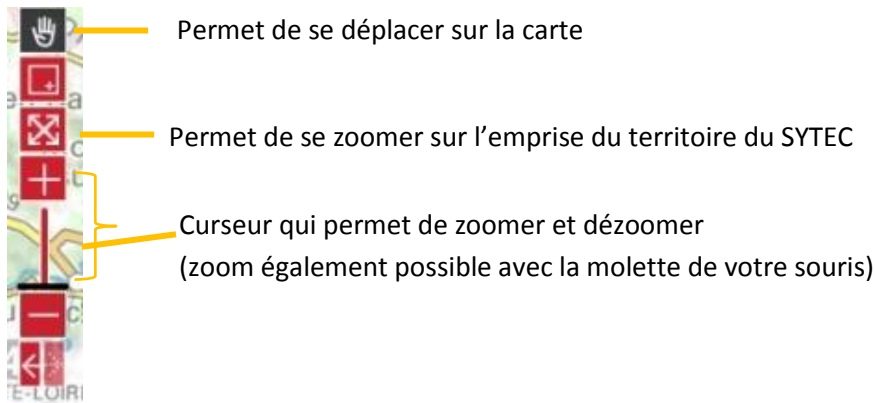 Permet de se déplacer sur la carte
Permet de se zoomer sur l’emprise du territoire du SYTEC
Curseur qui permet de zoomer et dézoomer
(zoom également possible avec la molette de votre souris)
E-LOIR